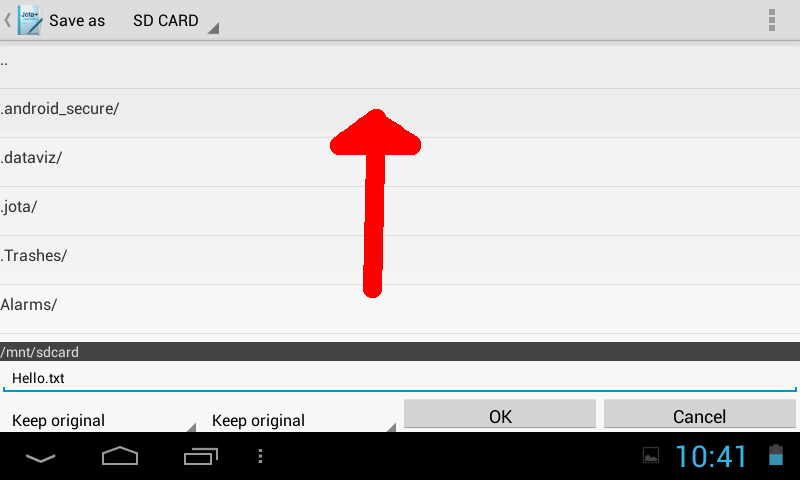 Jota+
Save as
SD CARD
..
.android_secure/
.dataviz/
.jota/
.Trashes/
Alarms/
/mnt/sdcard
Hello.txt
Keep original
Keep original
OK
Cancel
10:41